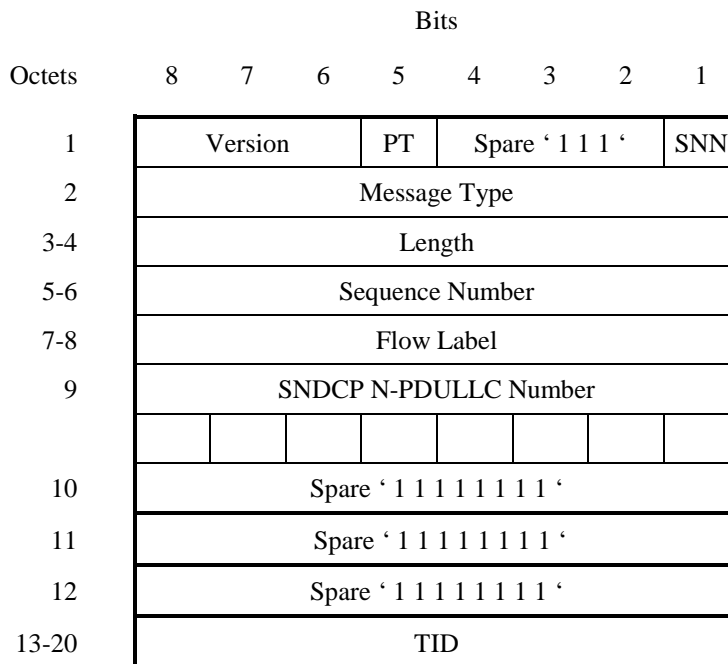 Bits
Octets 8 7 6 5 4 3 2 1
1 Version PT Spare ‘ 1 1 1 ‘ SNN
2 Message Type
3-4 Length
5-6 Sequence Number
7-8 Flow Label
9 SNDCP N-PDULLC Number
10 Spare ‘ 1 1 1 1 1 1 1 1 ‘
11 Spare ‘ 1 1 1 1 1 1 1 1 ‘
12 Spare ‘ 1 1 1 1 1 1 1 1 ‘
13-20 TID